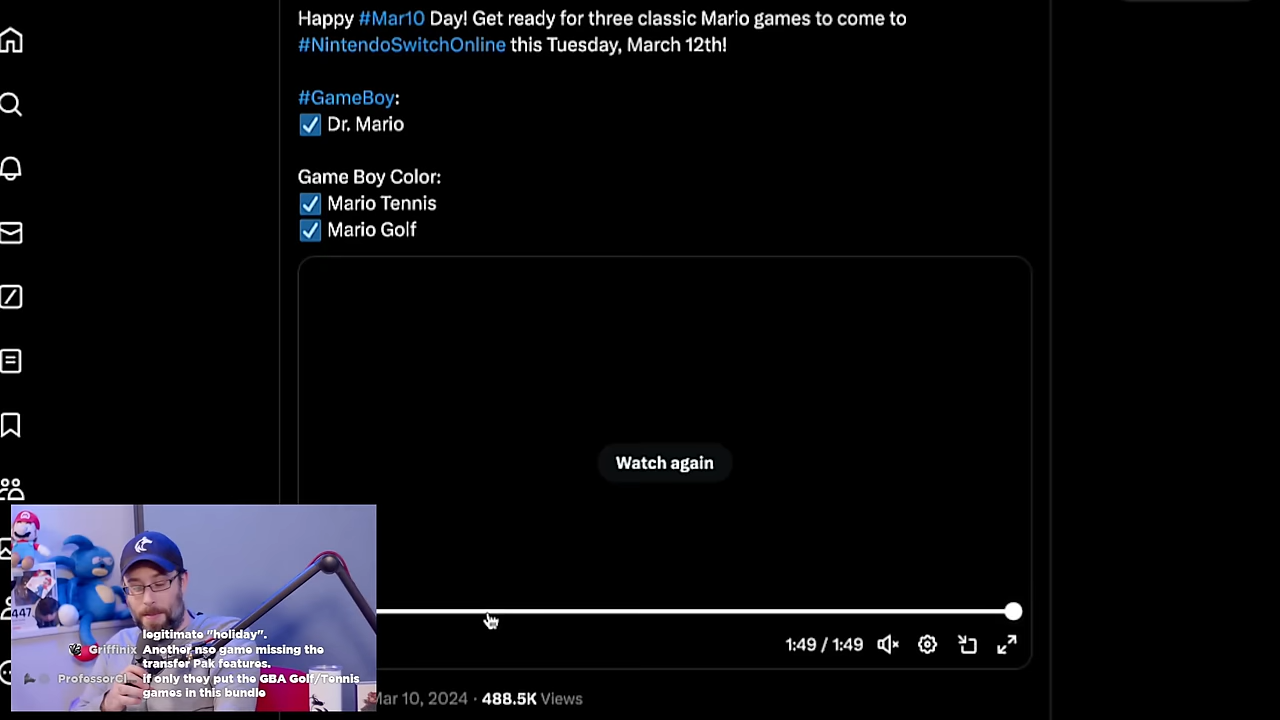 Happy #Mar10 Day! Get ready for three classic Mario games to come to
#NintendoSwitchOnline this Tuesday, March 12th!
#GameBoy:
Dr. Mario
Game Boy Color:
Mario Tennis
Mario Golf
Watch again
1:49 / 1:49
Mar 10, 2024 · 488.5K Views
447
legitimate "holiday".
Griffinix Another nso game missing the
transfer Pak features.
if only they put the GBA Golf/Tennis
games in this bundle